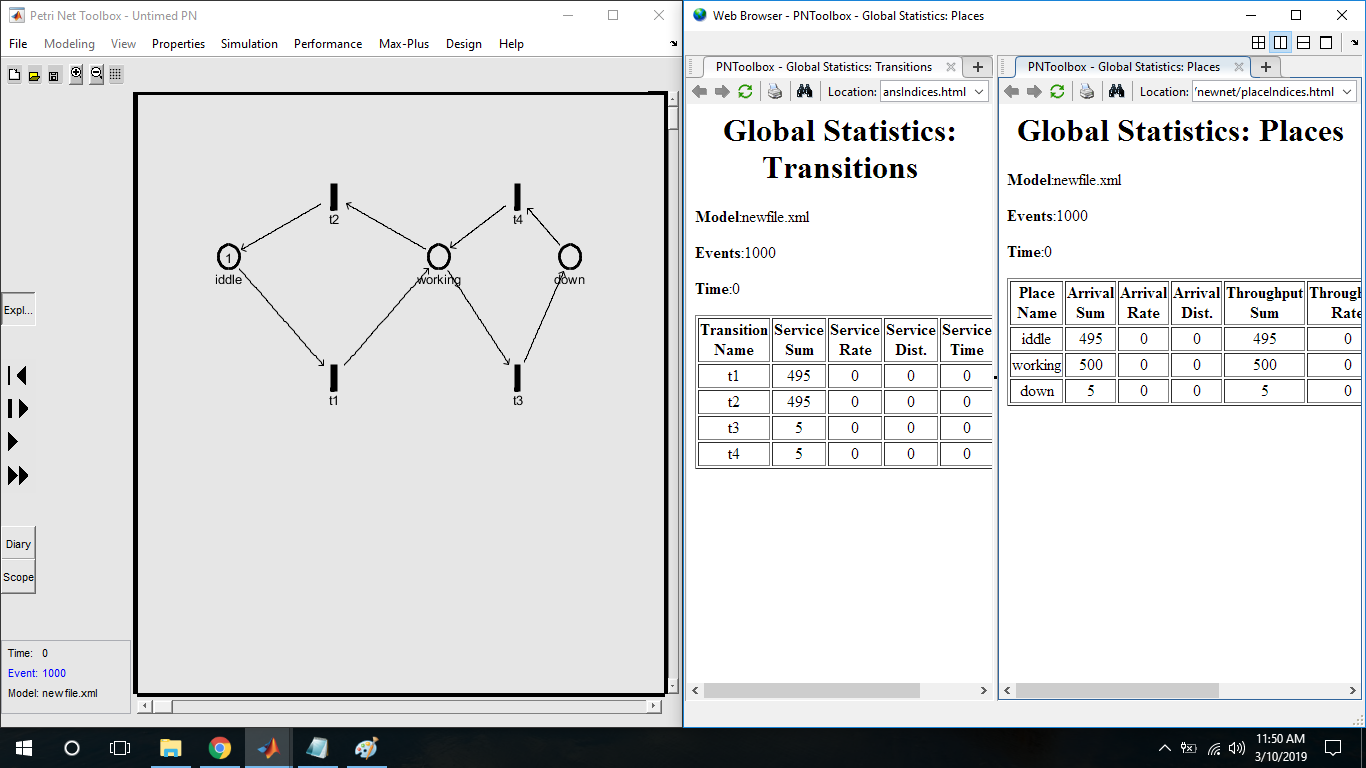 Petri Net Toolbox - Untimed PN
File Modeling View Properties Simulation Performance Max-Plus Design Help
t2 t4
1
iddle working down
t1 t3
Expl...
Diary
Scope
Time: 0
Event: 1000
Model: newfile.xml
Web Browser - PNToolbox - Global Statistics: Places
PNToolbox - Global Statistics: Transitions
Location: ansIndices.html
Global Statistics:
Transitions
Model:newfile.xml
Events:1000
Time:0
Transition Name Service Sum Service Rate Service Dist. Service Time
t1 495 0 0 0
t2 495 0 0 0
t3 5 0 0 0
t4 5 0 0 0
PNToolbox - Global Statistics: Places
Location: 'newnet/placeIndices.html
Global Statistics: Places
Model:newfile.xml
Events:1000
Time:0
Place Name Arrival Sum Arrival Rate Arrival Dist. Throughput Sum Through Rate
iddle 495 0 0 495 0
working 500 0 0 500 0
down 5 0 0 5 0
11:50 AM
3/10/2019